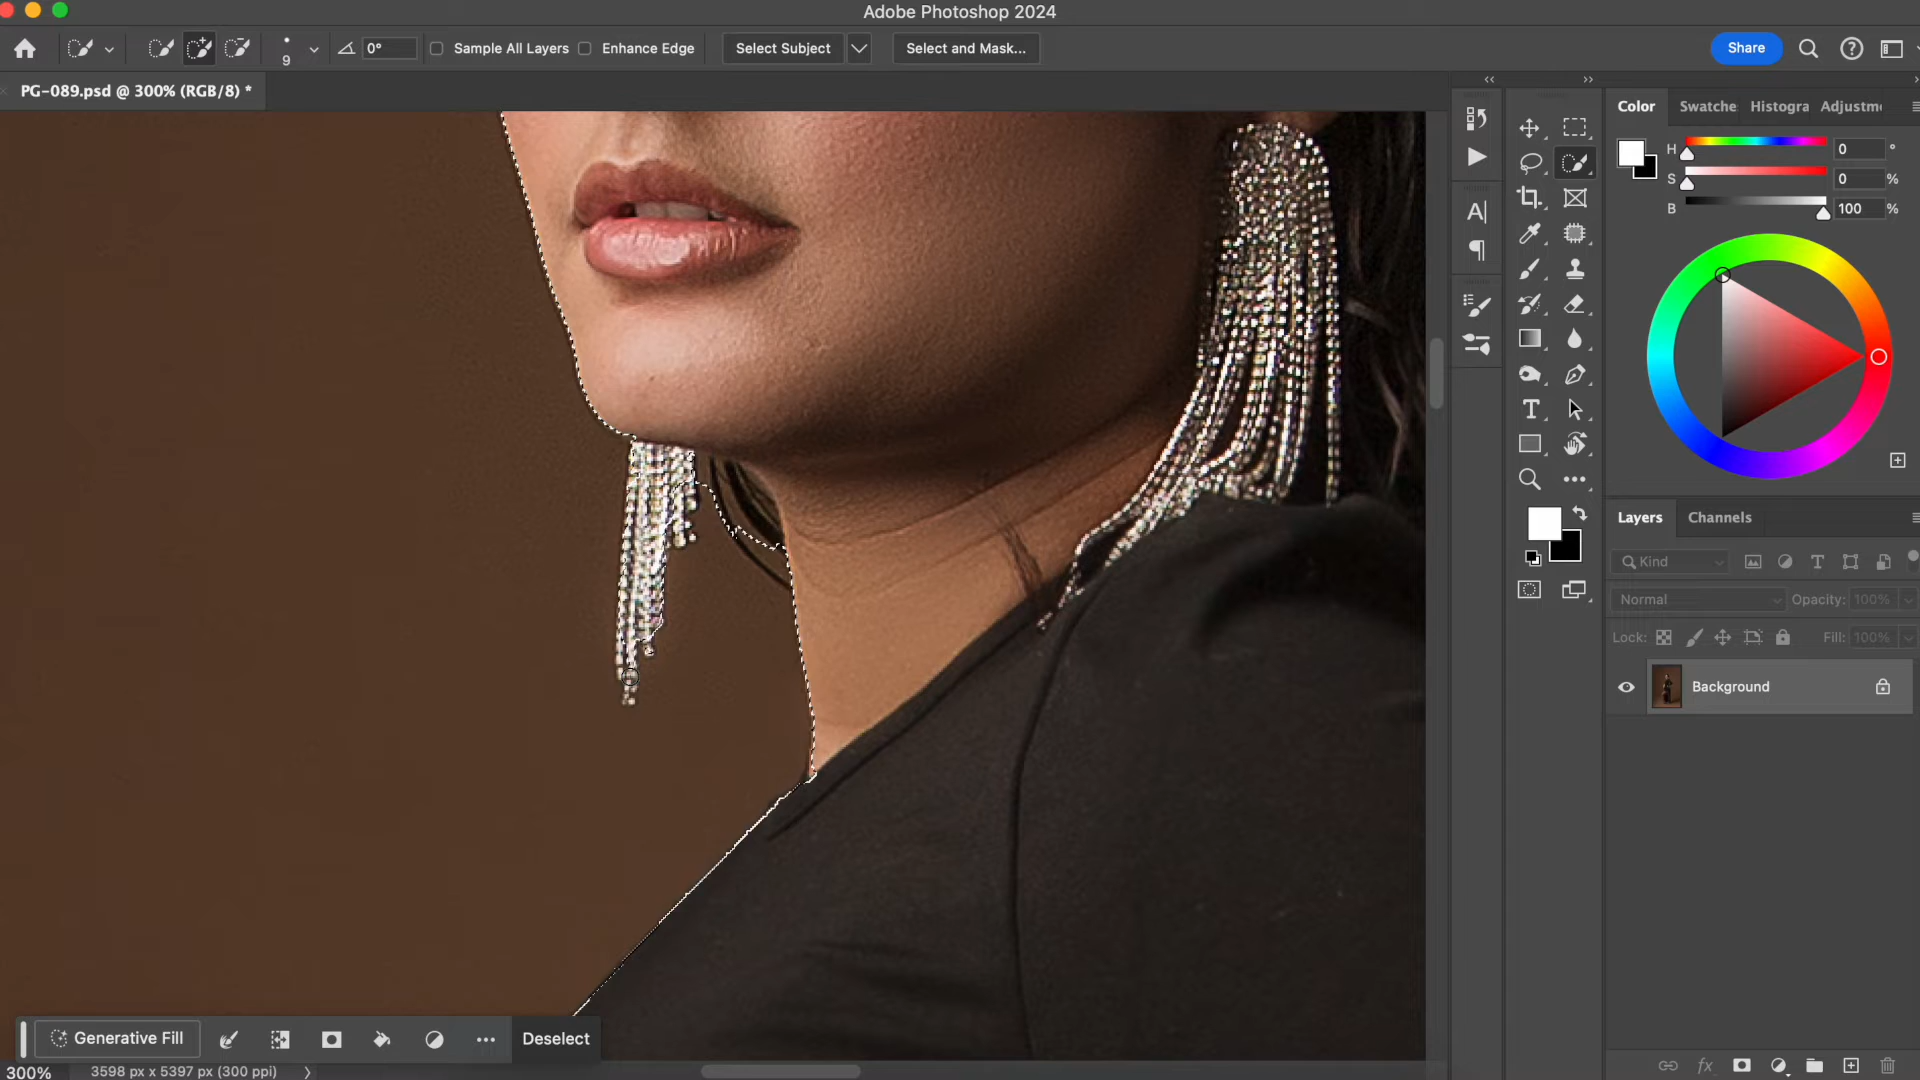 Adobe Photoshop 2024
9
0°
Sample All Layers
Enhance Edge
Select Subject
Select and Mask...
Share
PG-089.psd @ 300% (RGB/8) *
Color
Swatche
Histogra
Adjustm
H
0
°
S
0
%
B
100
%
Layers
Channels
Kind
Normal
Opacity: 100%
Lock:
Fill: 100%
Background
fx
Generative Fill
Deselect
300%
3598 px x 5397 px (300 ppi)